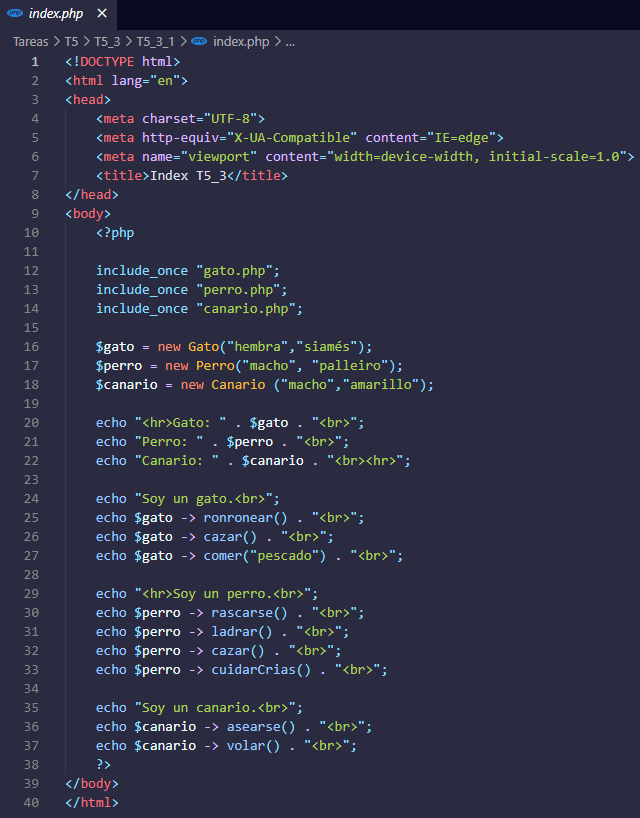 php index.php ×
Tareas > T5 > T5_3 > T5_3_1 > php index.php > ...
1 <!DOCTYPE html>
2 <html lang="en">
3 <head>
4 <meta charset="UTF-8">
5 <meta http-equiv="X-UA-Compatible" content="IE=edge">
6 <meta name="viewport" content="width=device-width, initial-scale=1.0">
7 <title>Index T5_3</title>
8 </head>
9 <body>
10 <?php
11
12 include_once "gato.php";
13 include_once "perro.php";
14 include_once "canario.php";
15
16 $gato = new Gato("hembra","siamés");
17 $perro = new Perro("macho", "palleiro");
18 $canario = new Canario ("macho","amarillo");
19
20 echo "<hr>Gato: " . $gato . "<br>";
21 echo "Perro: " . $perro . "<br>";
22 echo "Canario: " . $canario . "<br><hr>";
23
24 echo "Soy un gato.<br>";
25 echo $gato -> ronronear() . "<br>";
26 echo $gato -> cazar() . "<br>";
27 echo $gato -> comer("pescado") . "<br>";
28
29 echo "<hr>Soy un perro.<br>";
30 echo $perro -> rascarse() . "<br>";
31 echo $perro -> ladrar() . "<br>";
32 echo $perro -> cazar() . "<br>";
33 echo $perro -> cuidarCrias() . "<br>";
34
35 echo "Soy un canario.<br>";
36 echo $canario -> asearse() . "<br>";
37 echo $canario -> volar() . "<br>";
38 ?>
39 </body>
40 </html>